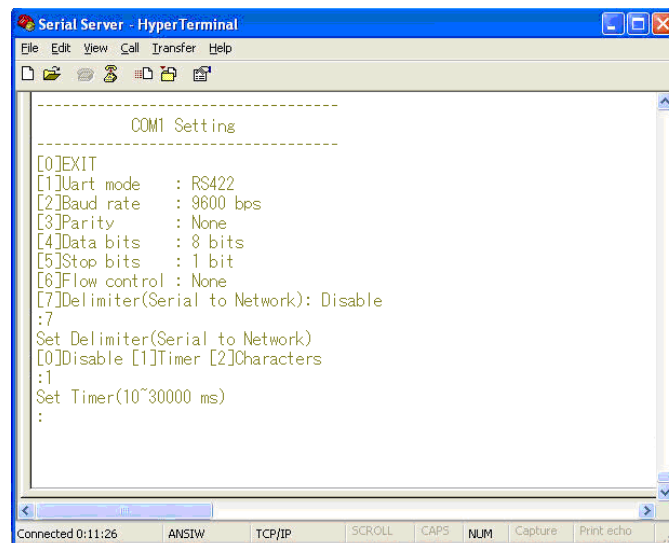 Serial Server - HyperTerminal
File Edit View Call Transfer Help
----------------------------------
COM1 Setting
----------------------------------
[0]EXIT
[1]Uart mode : RS422
[2]Baud rate : 9600 bps
[3]Parity : None
[4]Data bits : 8 bits
[5]Stop bits : 1 bit
[6]Flow control : None
[7]Delimiter(Serial to Network): Disable
:7
Set Delimiter(Serial to Network)
[0]Disable [1]Timer [2]Characters
:1
Set Timer(10~30000 ms)
:
Connected 0:11:26 ANSIW TCP/IP SCROLL CAPS NUM Capture Print echo